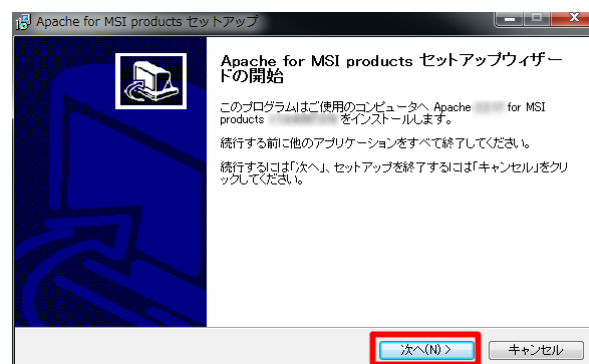 Apache for MSI products セットアップ
Apache for MSI products セットアップウィザー
ドの開始
このプログラムはご使用のコンピュータへ Apache for MSI
products をインストールします。
続行する前に他のアプリケーションをすべて終了してください。
続行するには「次へ」、セットアップを終了するには「キャンセル」をクリ
ックしてください。
次へ(N) >
キャンセル